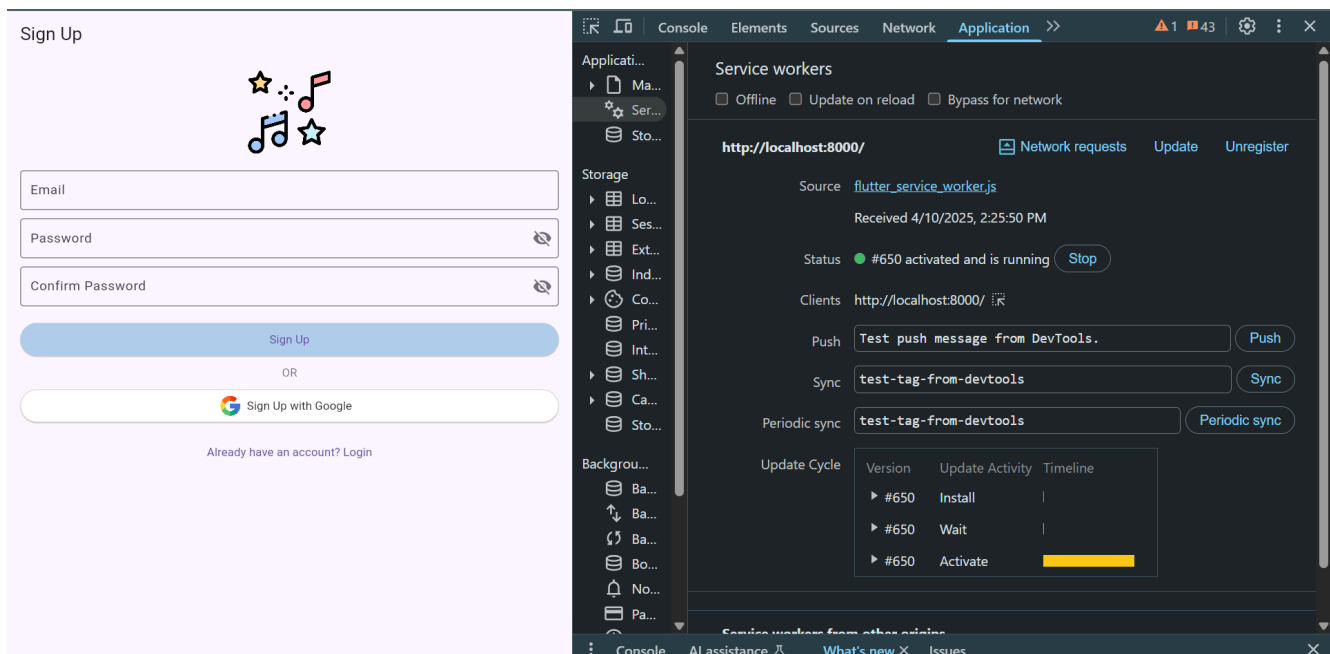 Sign Up
Email
Password
Confirm Password
Sign Up
OR
Sign Up with Google
Already have an account? Login
Console Elements Sources Network Application 1 43
Applicati...
Ma...
Ser...
Sto...
Storage
Lo...
Ses...
Ext...
Ind...
Co...
Pri...
Int...
Sh...
Ca...
Sto...
Backgrou...
Ba...
Ba...
Ba...
Bo...
No...
Pa...
Service workers
Offline Update on reload Bypass for network
http://localhost:8000/ Network requests Update Unregister
Source flutter_service_worker.js
Received 4/10/2025, 2:25:50 PM
Status #650 activated and is running Stop
Clients http://localhost:8000/
Push Test push message from DevTools. Push
Sync test-tag-from-devtools Sync
Periodic sync test-tag-from-devtools Periodic sync
Update Cycle Version Update Activity Timeline
#650 Install
#650 Wait
#650 Activate
Service workers from other origins
Console AI assistance What's new Issues